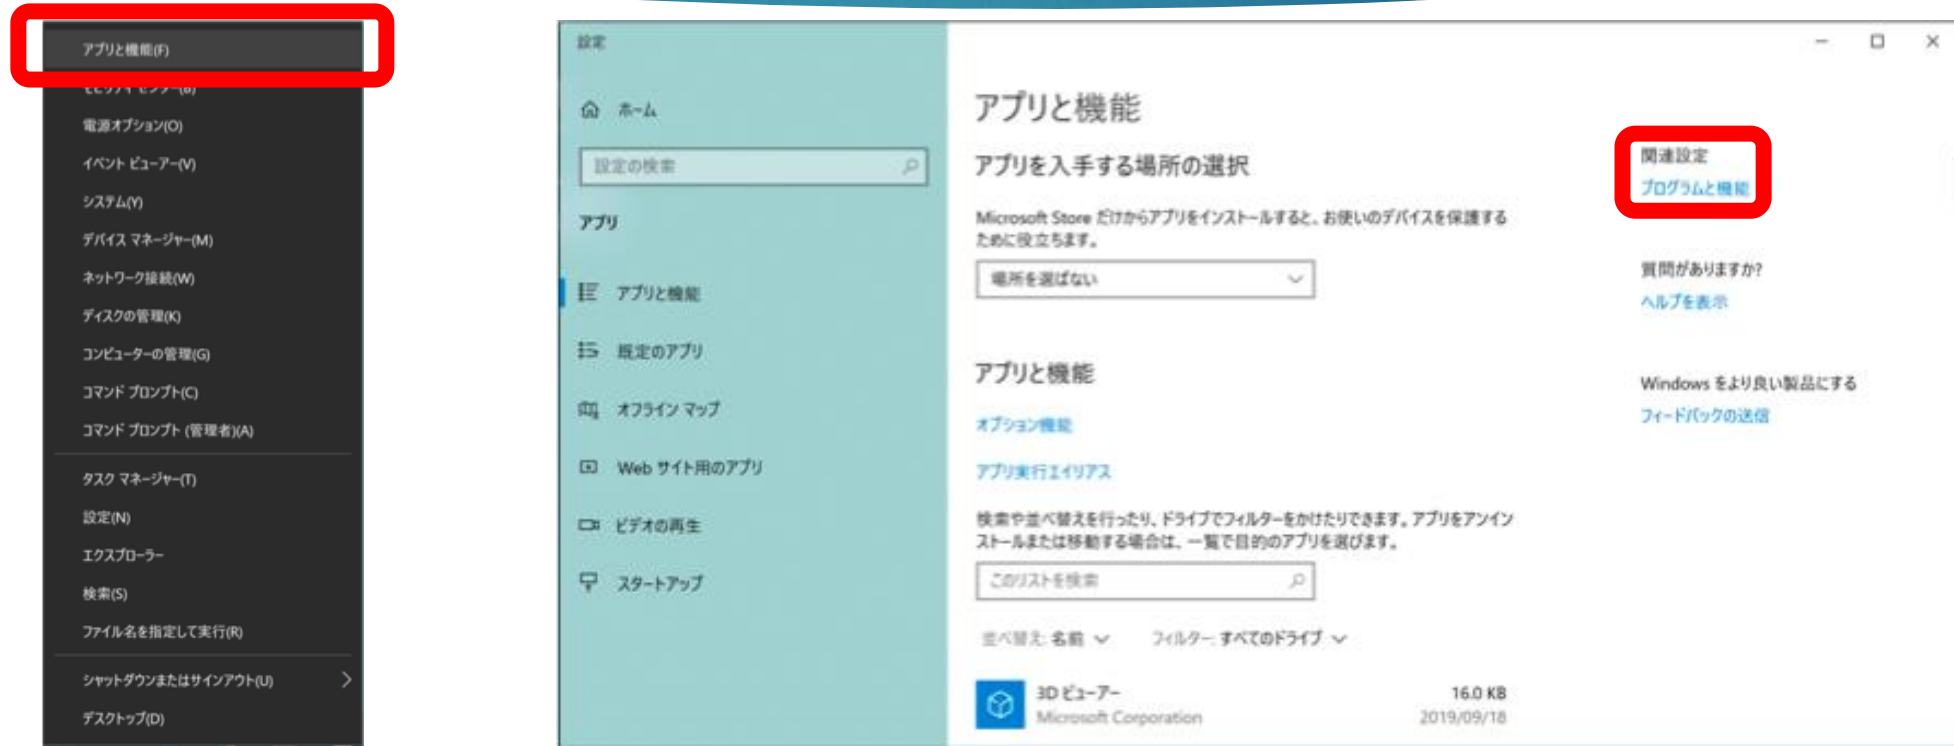 アプリと機能(F)
モビリティ センター(B)
電源オプション(O)
イベント ビューアー(V)
システム(Y)
デバイス マネージャー(M)
ネットワーク接続(W)
ディスクの管理(K)
コンピューターの管理(G)
コマンド プロンプト(C)
コマンド プロンプト (管理者)(A)
タスク マネージャー(T)
設定(N)
エクスプローラー
検索(S)
ファイル名を指定して実行(R)
シャットダウンまたはサインアウト(U)
デスクトップ(D)
設定
ホーム
設定の検索
アプリ
アプリと機能
既定のアプリ
オフライン マップ
Web サイト用のアプリ
ビデオの再生
スタートアップ
アプリと機能
アプリを入手する場所の選択
Microsoft Store だけからアプリをインストールすると、お使いのデバイスを保護する
ために役立ちます。
場所を選ばない
アプリと機能
オプション機能
アプリ実行エイリアス
検索や並べ替えを行ったり、ドライブでフィルターをかけたりできます。アプリをアンイン
ストールまたは移動する場合は、一覧で目的のアプリを選びます。
このリストを検索
並べ替え: 名前 フィルター: すべてのドライブ
3D ビューアー 16.0 KB
Microsoft Corporation 2019/09/18
関連設定
プログラムと機能
質問がありますか?
ヘルプを表示
Windows をより良い製品にする
フィードバックの送信